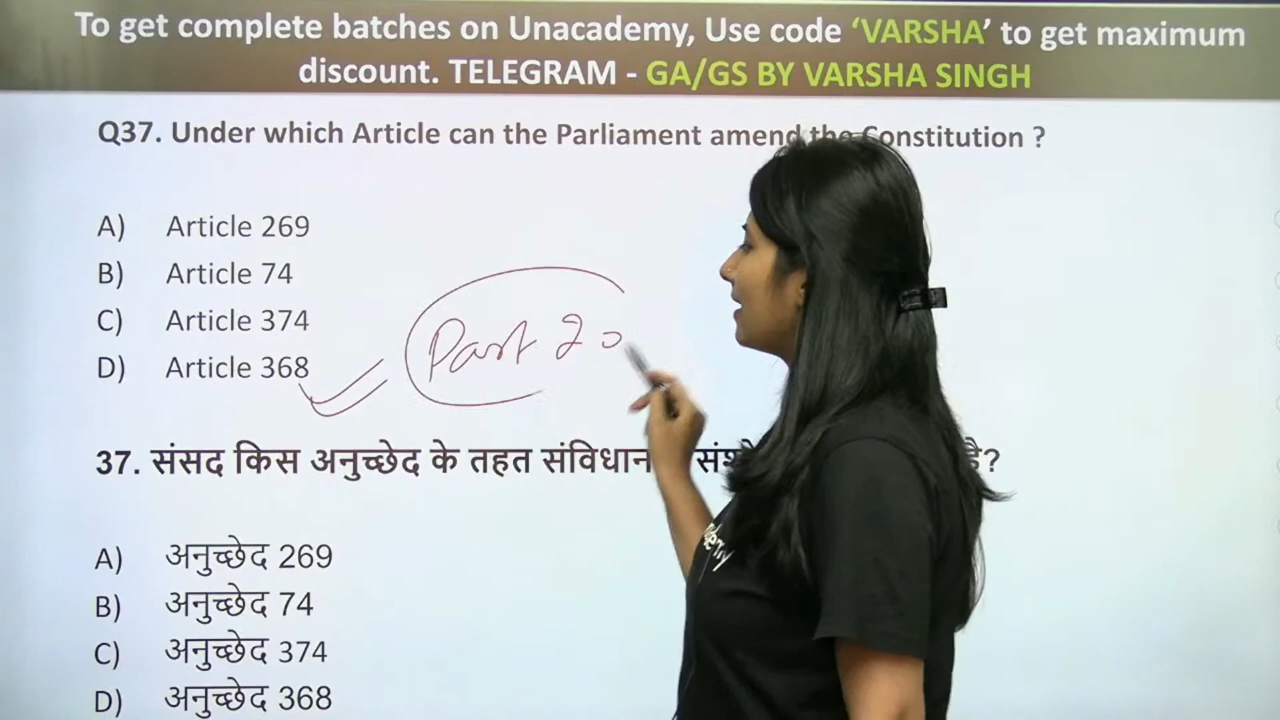 To get complete batches on Unacademy, Use code ‘VARSHA’ to get maximum
discount. TELEGRAM - GA/GS BY VARSHA SINGH
Q37. Under which Article can the Parliament amend the Constitution ?
A) Article 269
B) Article 74
C) Article 374
D) Article 368
Part 20
37. संसद किस अनुच्छेद के तहत संविधान है?
A) अनुच्छेद 269
B) अनुच्छेद 74
C) अनुच्छेद 374
D) अनुच्छेद 368